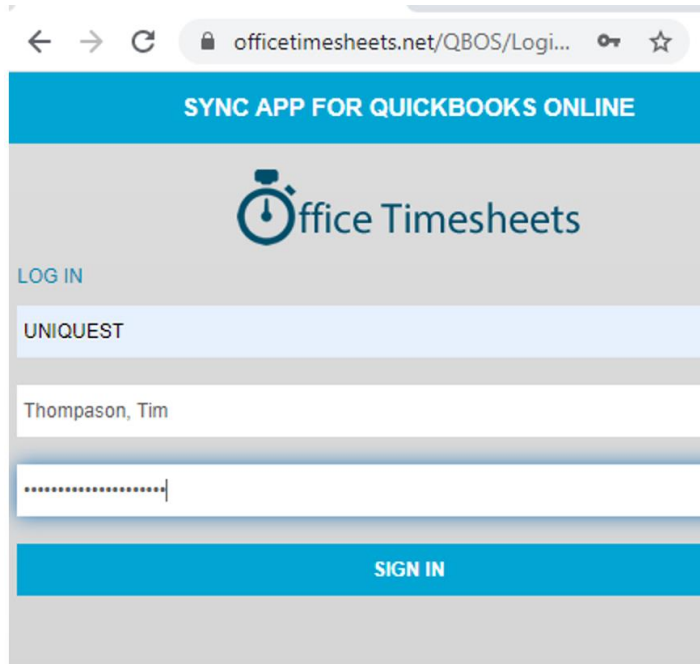 officetimesheets.net/QBOS/Logi...
SYNC APP FOR QUICKBOOKS ONLINE
Office Timesheets
LOG IN
UNIQUEST
Thompason, Tim
•••••••••••••••••••••
SIGN IN